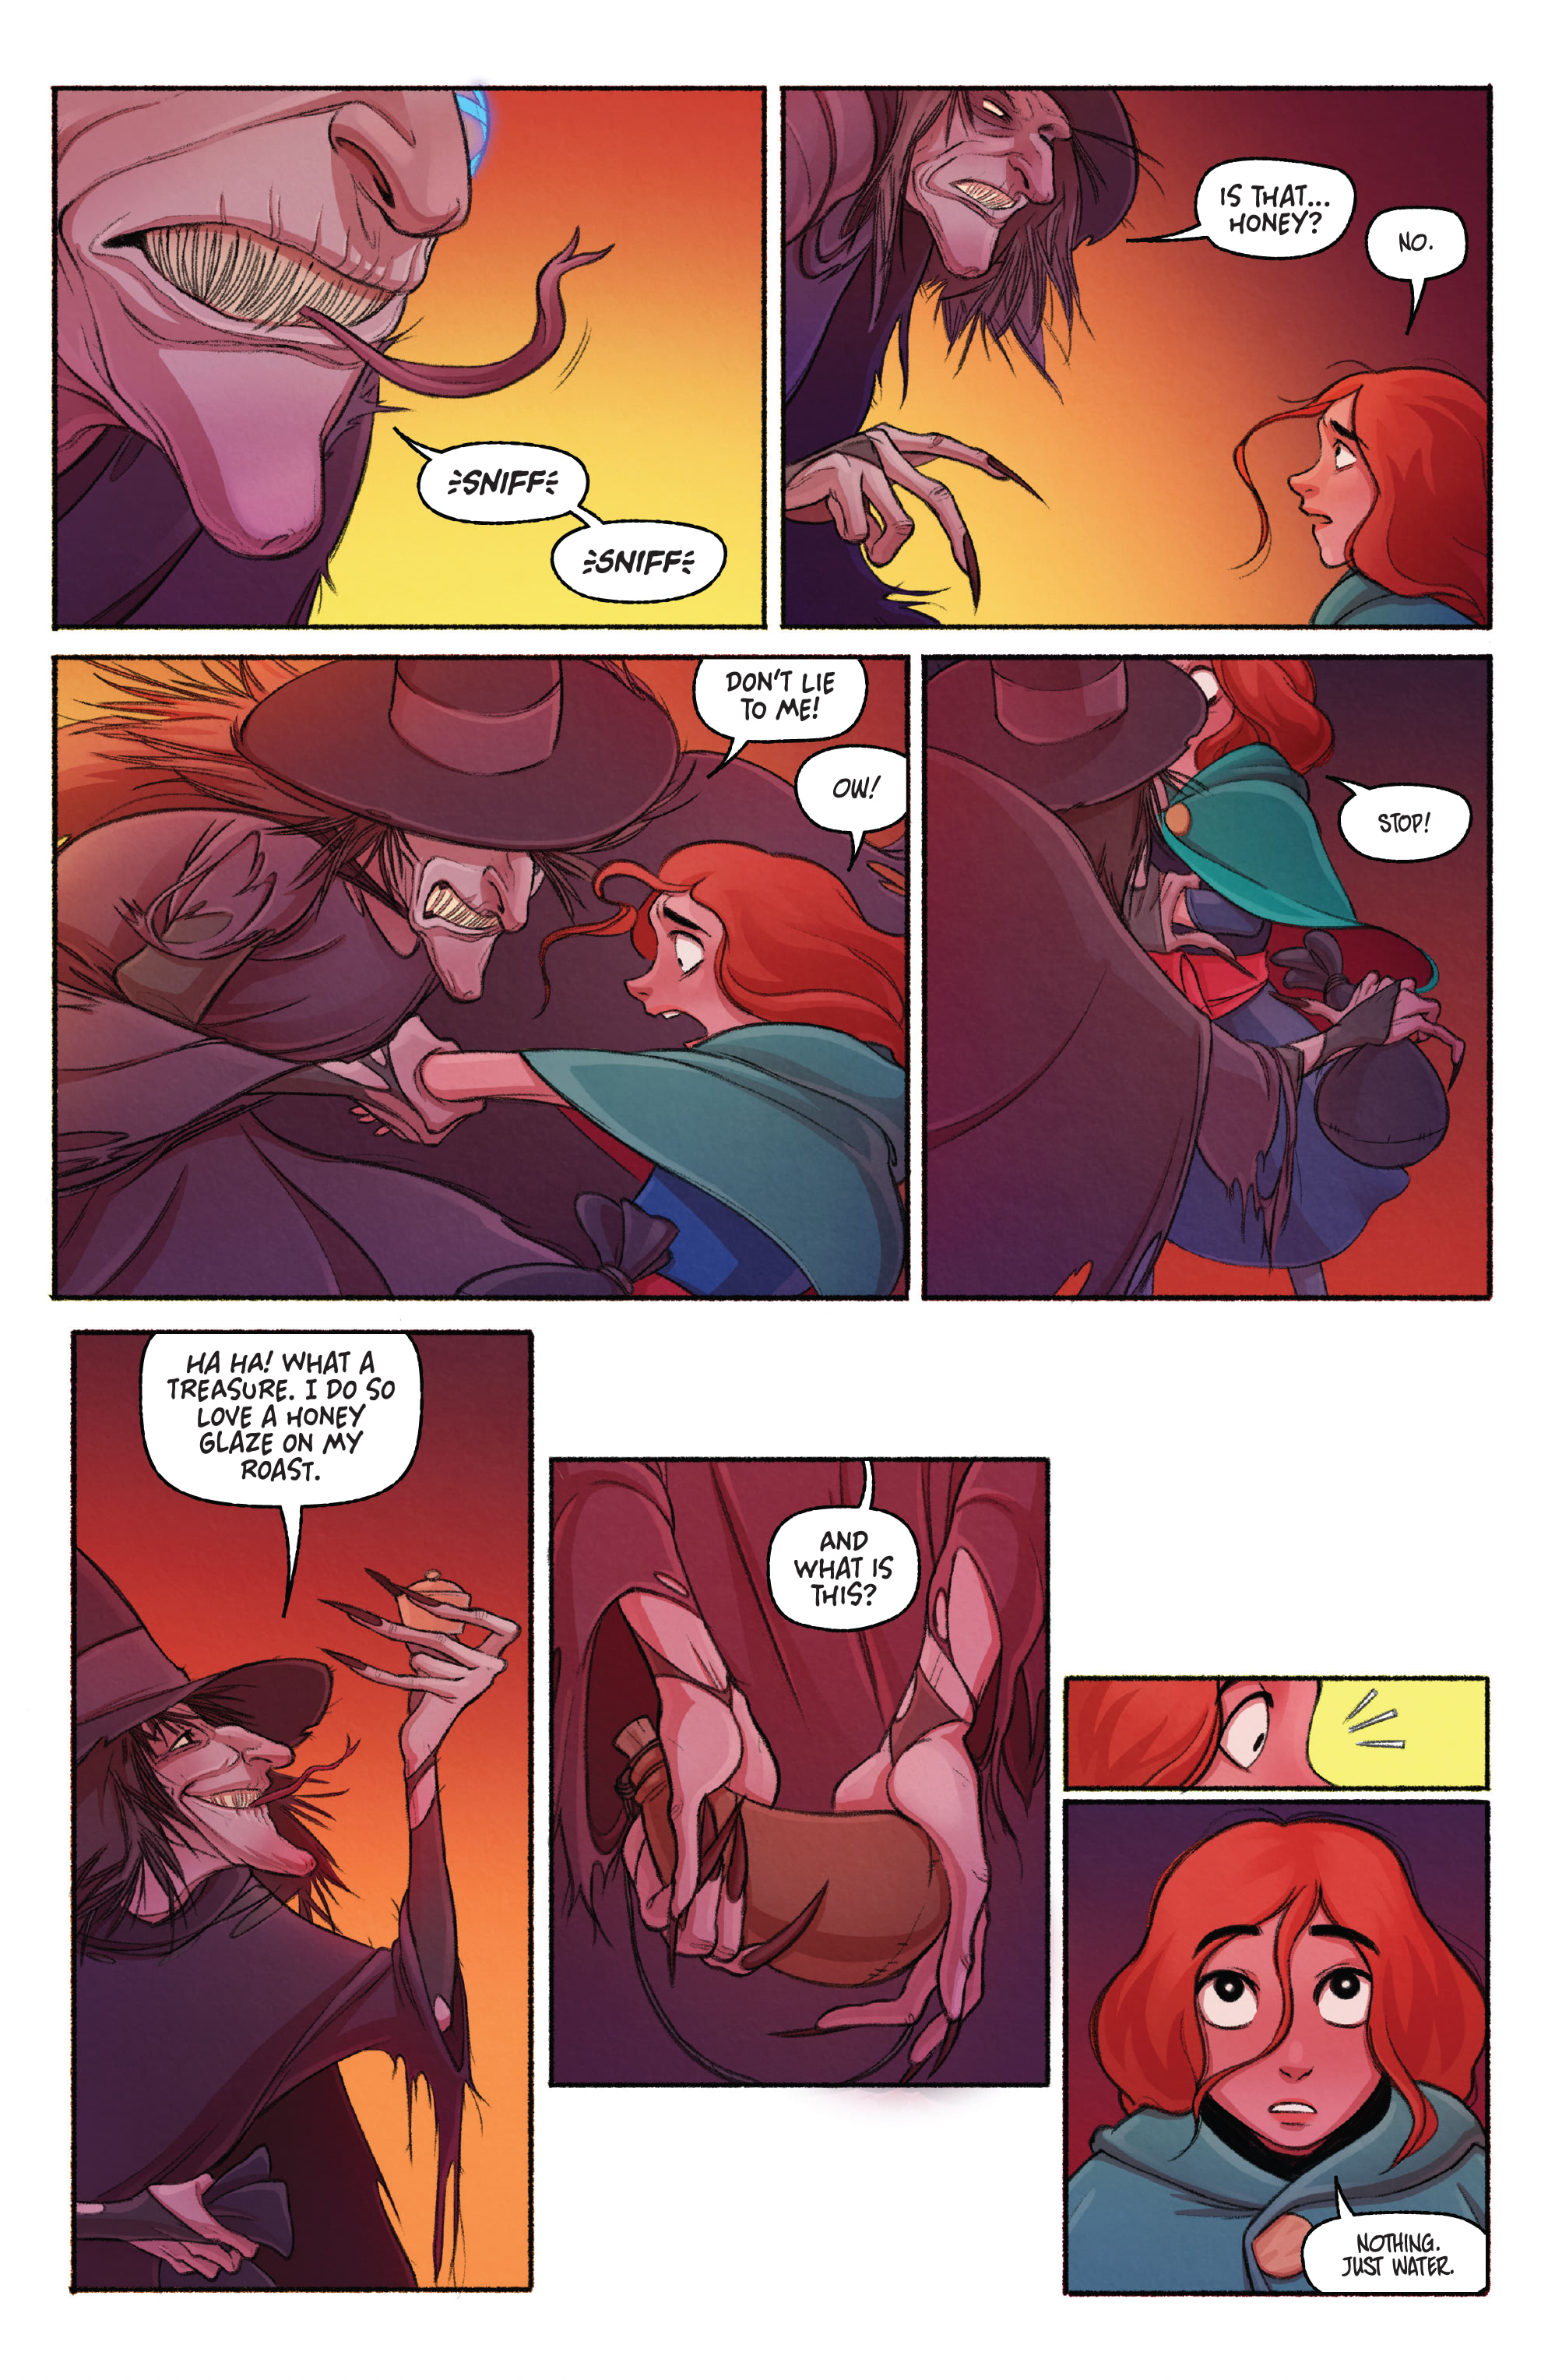 SNIFF
SNIFF
IS THAT...
HONEY?
NO.
DON'T LIE
TO ME!
OW!
STOP!
HA HA! WHAT A
TREASURE. I DO SO
LOVE A HONEY
GLAZE ON MY
ROAST.
AND
WHAT IS
THIS?
NOTHING.
JUST WATER.